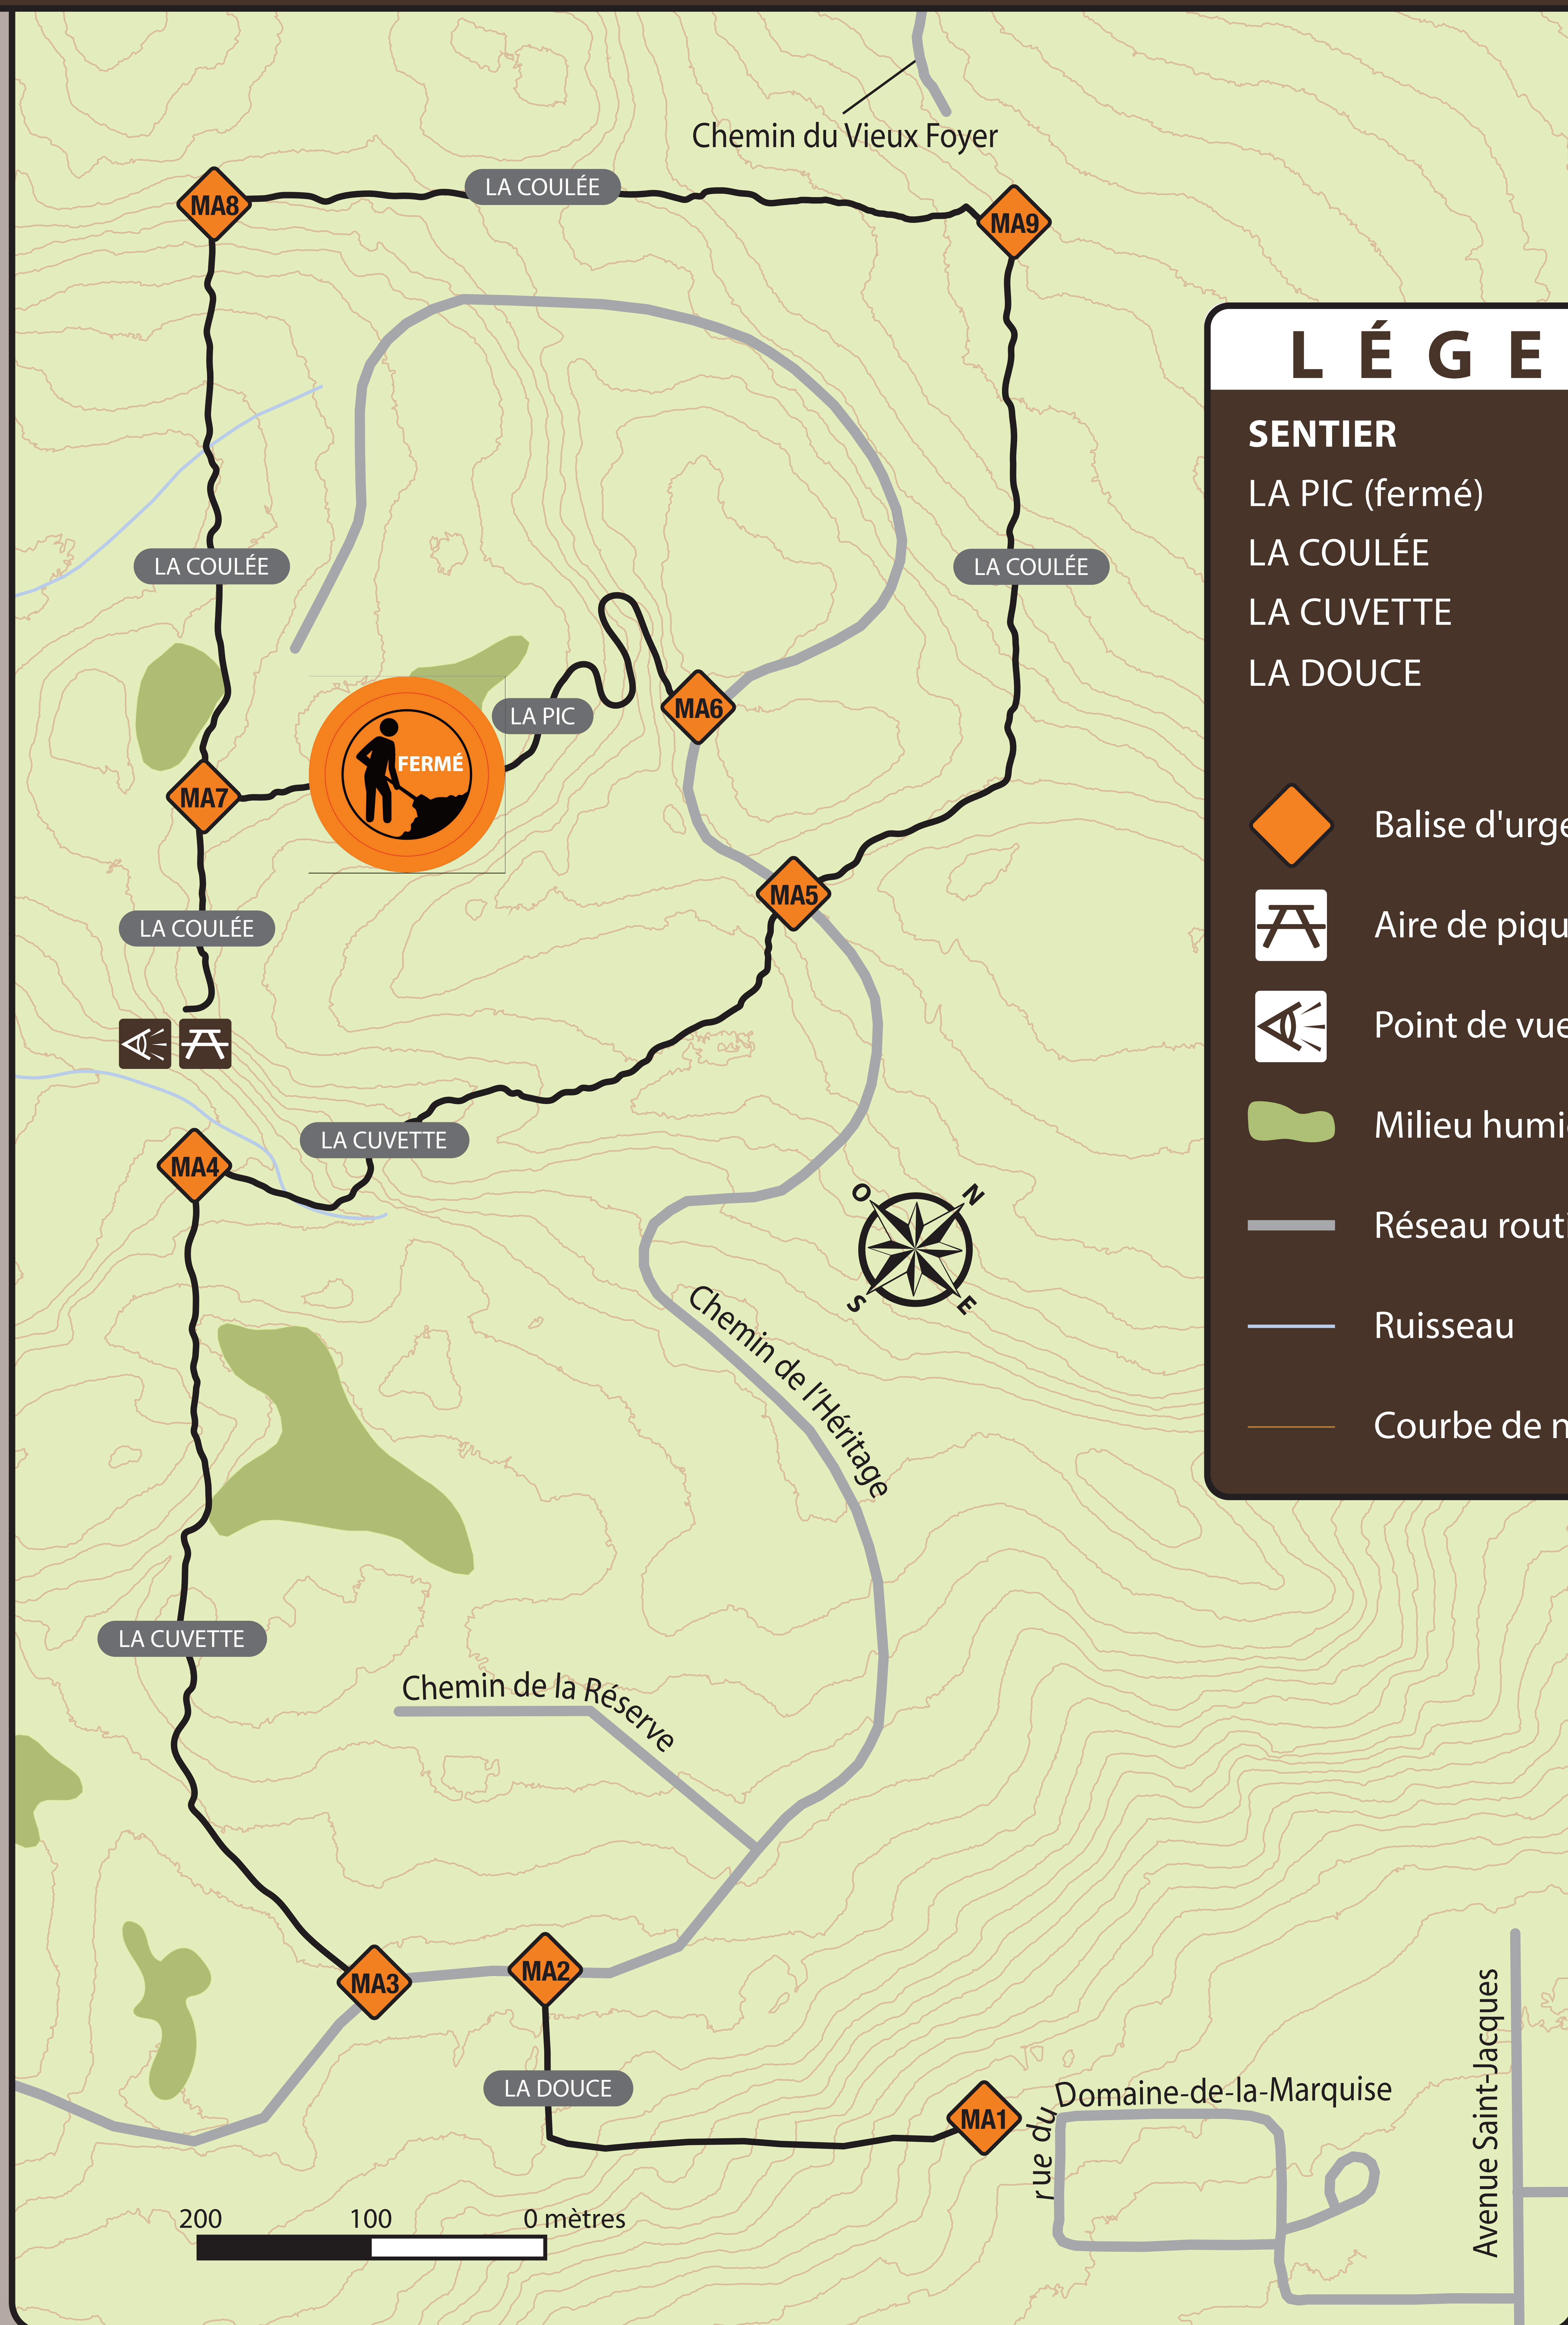 Chemin du Vieux Foyer
MA8
LA COULÉE
MA9
LÉGE
SENTIER
LA PIC (fermé)
LA COULÉE
LA CUVETTE
LA DOUCE
LA COULÉE
LA COULÉE
MA6
LA PIC
FERMÉ
MA7
Balise d'urge
MA5
LA COULÉE
Aire de piqu
Point de vue
LA CUVETTE
MA4
Milieu humi
O
N
S
E
Réseau routi
Chemin de l'Héritage
Ruisseau
Courbe de n
LA CUVETTE
Chemin de la Réserve
MA3
MA2
LA DOUCE
MA1
rue du Domaine-de-la-Marquise
Avenue Saint-Jacques
200 100 0 mètres